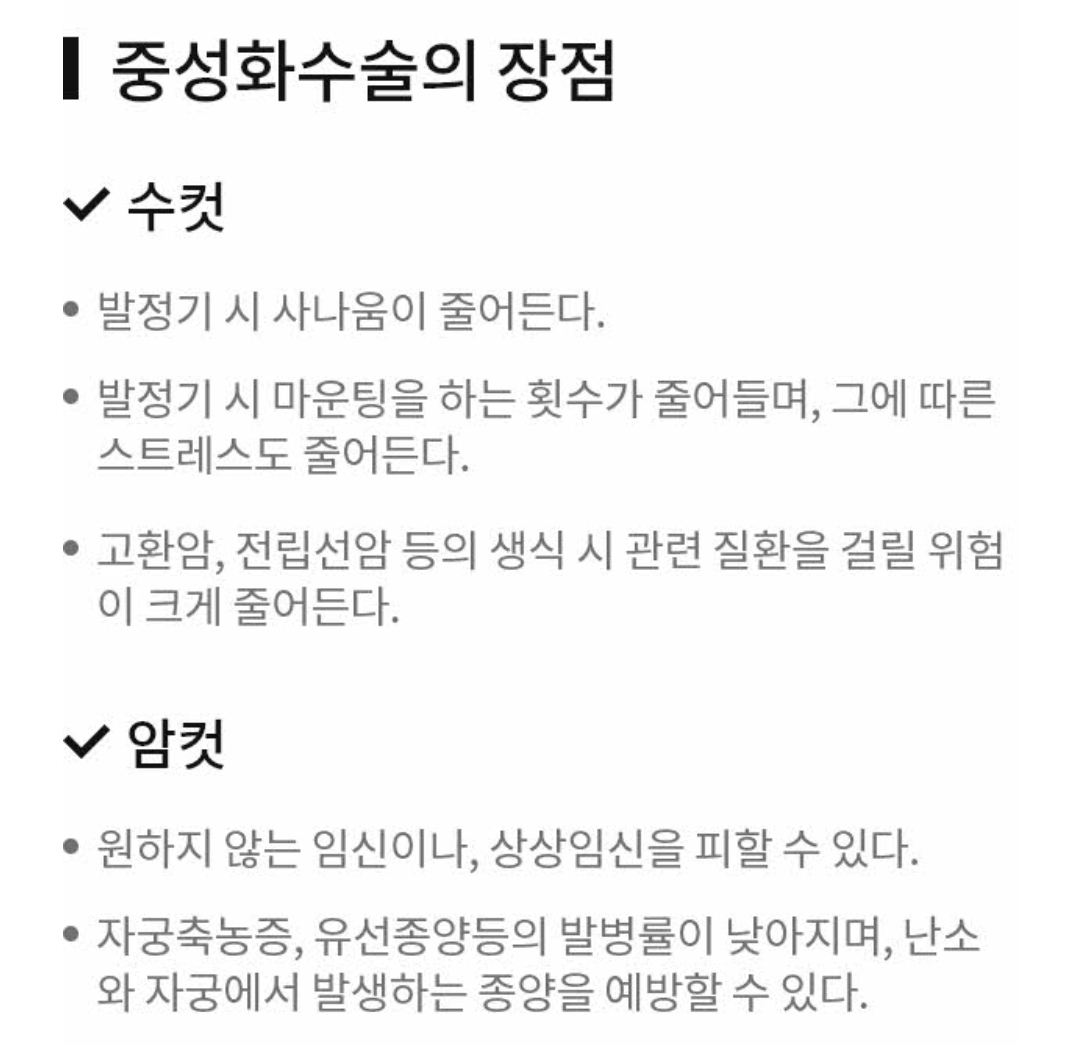 중성화수술의 장점
수컷
발정기 시 사나움이 줄어든다.
발정기 시 마운팅을 하는 횟수가 줄어들며, 그에 따른
스트레스도 줄어든다.
고환암, 전립선암 등의 생식 시 관련 질환을 걸릴 위험
이 크게 줄어든다.
암컷
원하지 않는 임신이나, 상상임신을 피할 수 있다.
자궁축농증, 유선종양등의 발병률이 낮아지며, 난소
와 자궁에서 발생하는 종양을 예방할 수 있다.